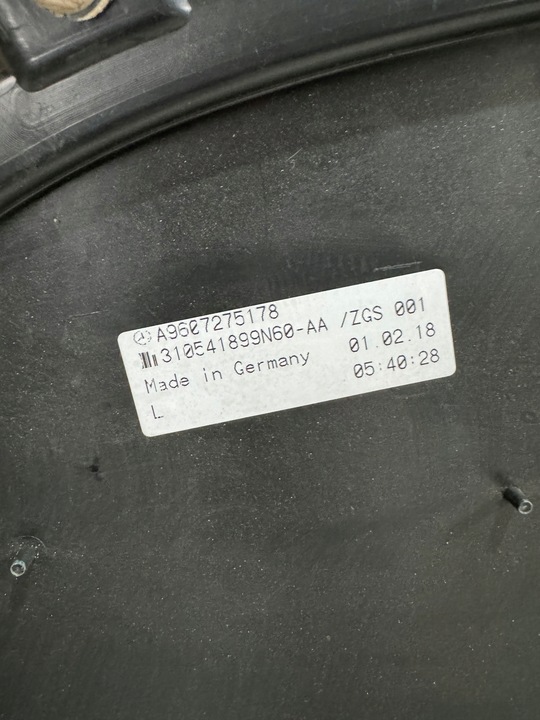 A9607275178
310541899N60-AA /ZGS 001
Made in Germany 01.02.18
L 05:40:28